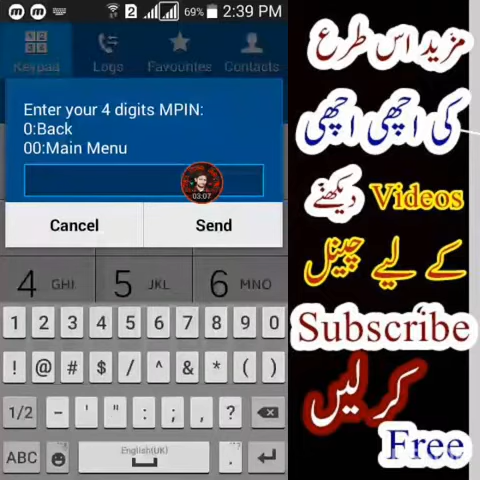 69% 2:39 PM
Keypad Logs Favourites Contacts
Enter your 4 digits MPIN:
0:Back
00:Main Menu
03:07
Cancel Send
4 GHI 5 JKL 6 MNO
1 2 3 4 5 6 7 8 9 0
! @ # $ / ^ & * ( )
1/2 - ' " : ; , ?
ABC English(UK) .
مزید اس طرع
کی اچھی اچھی
Videos دیکھنے
کے لیے چینل
Subscribe
کر لیں
Free